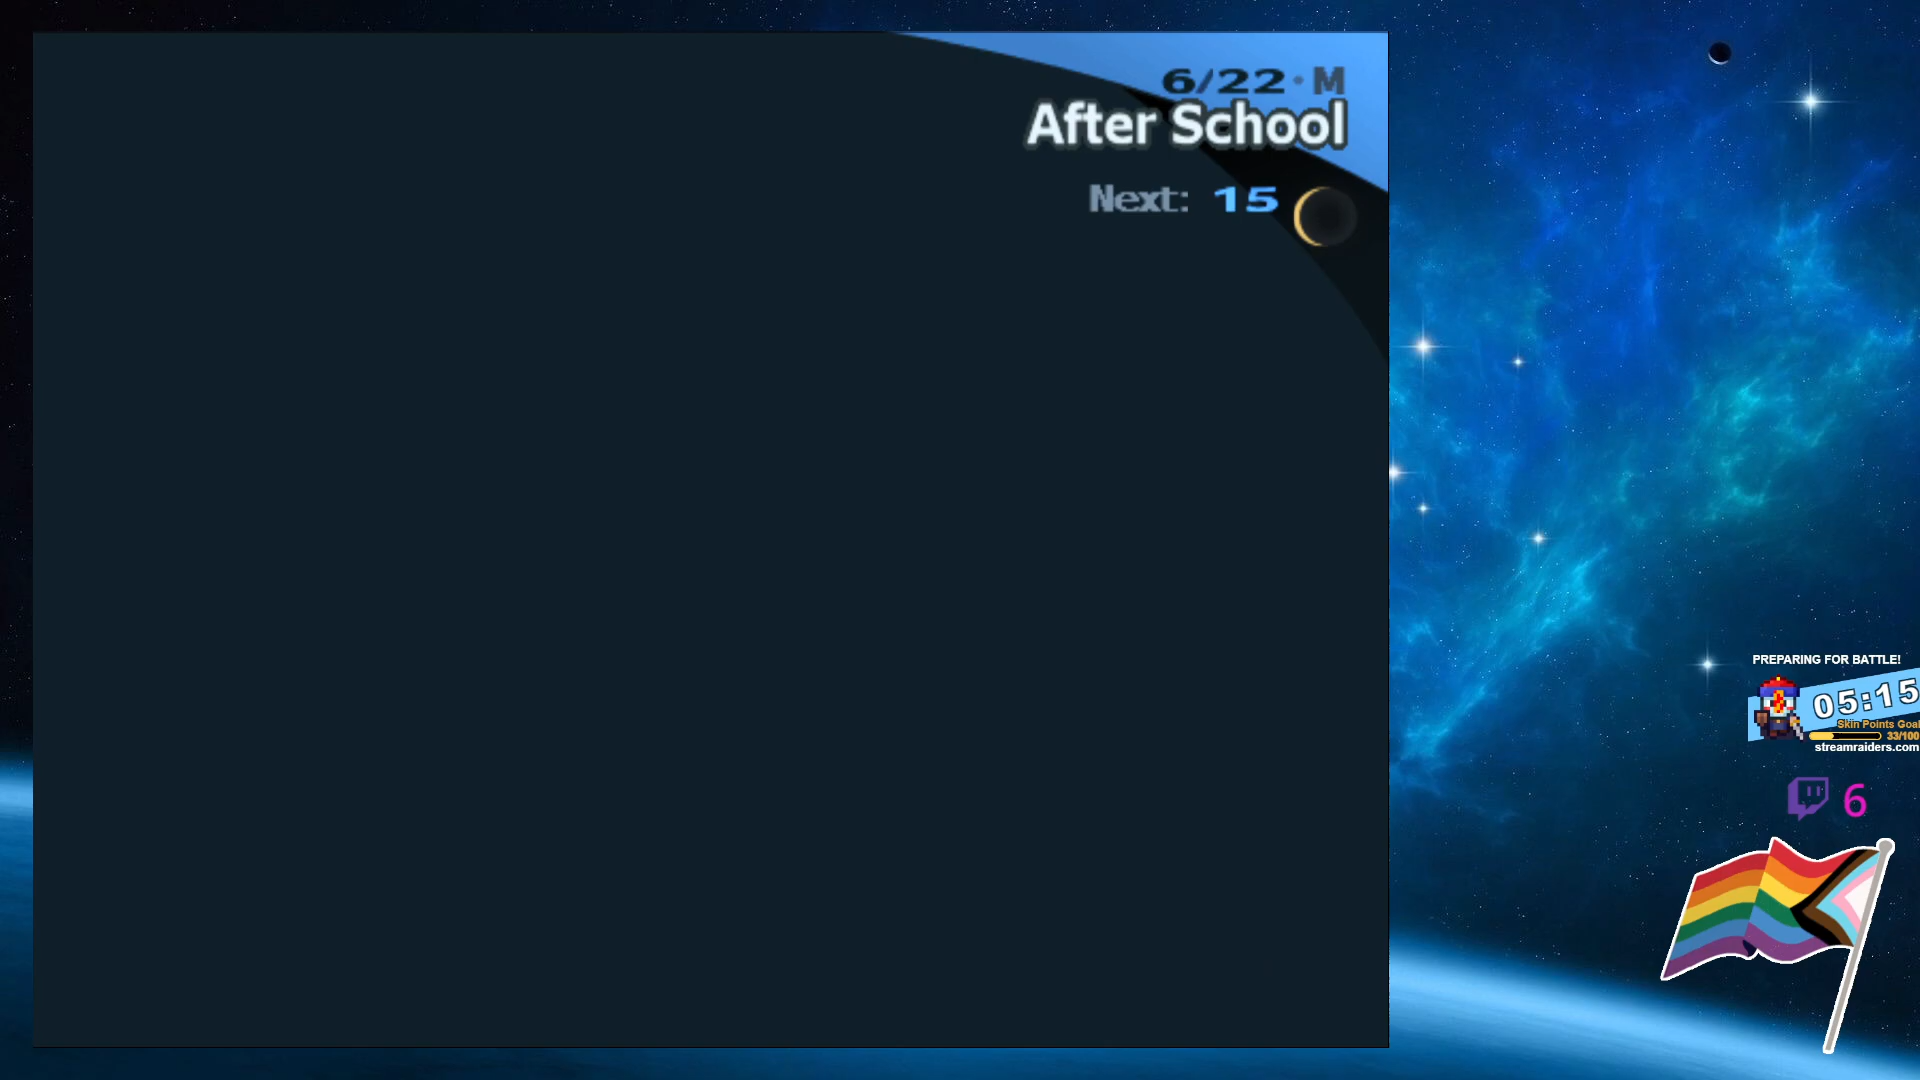 6/22・M
After School
Next: 15
PREPARING FOR BATTLE!
05:15
Skin Points Goal
33/100
streamraiders.com
6